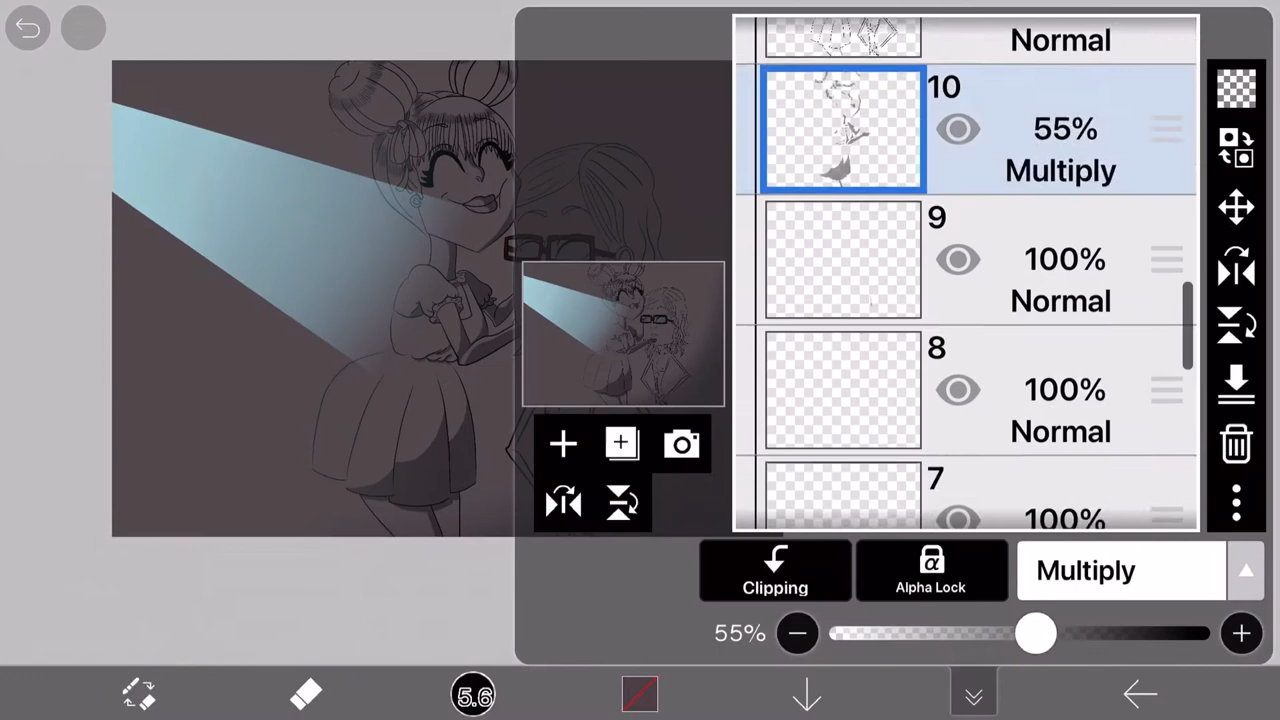 Normal
10
55%
Multiply
9
100%
Normal
8
100%
Normal
7
100%
Clipping
α
Alpha Lock
Multiply
55%
5.6